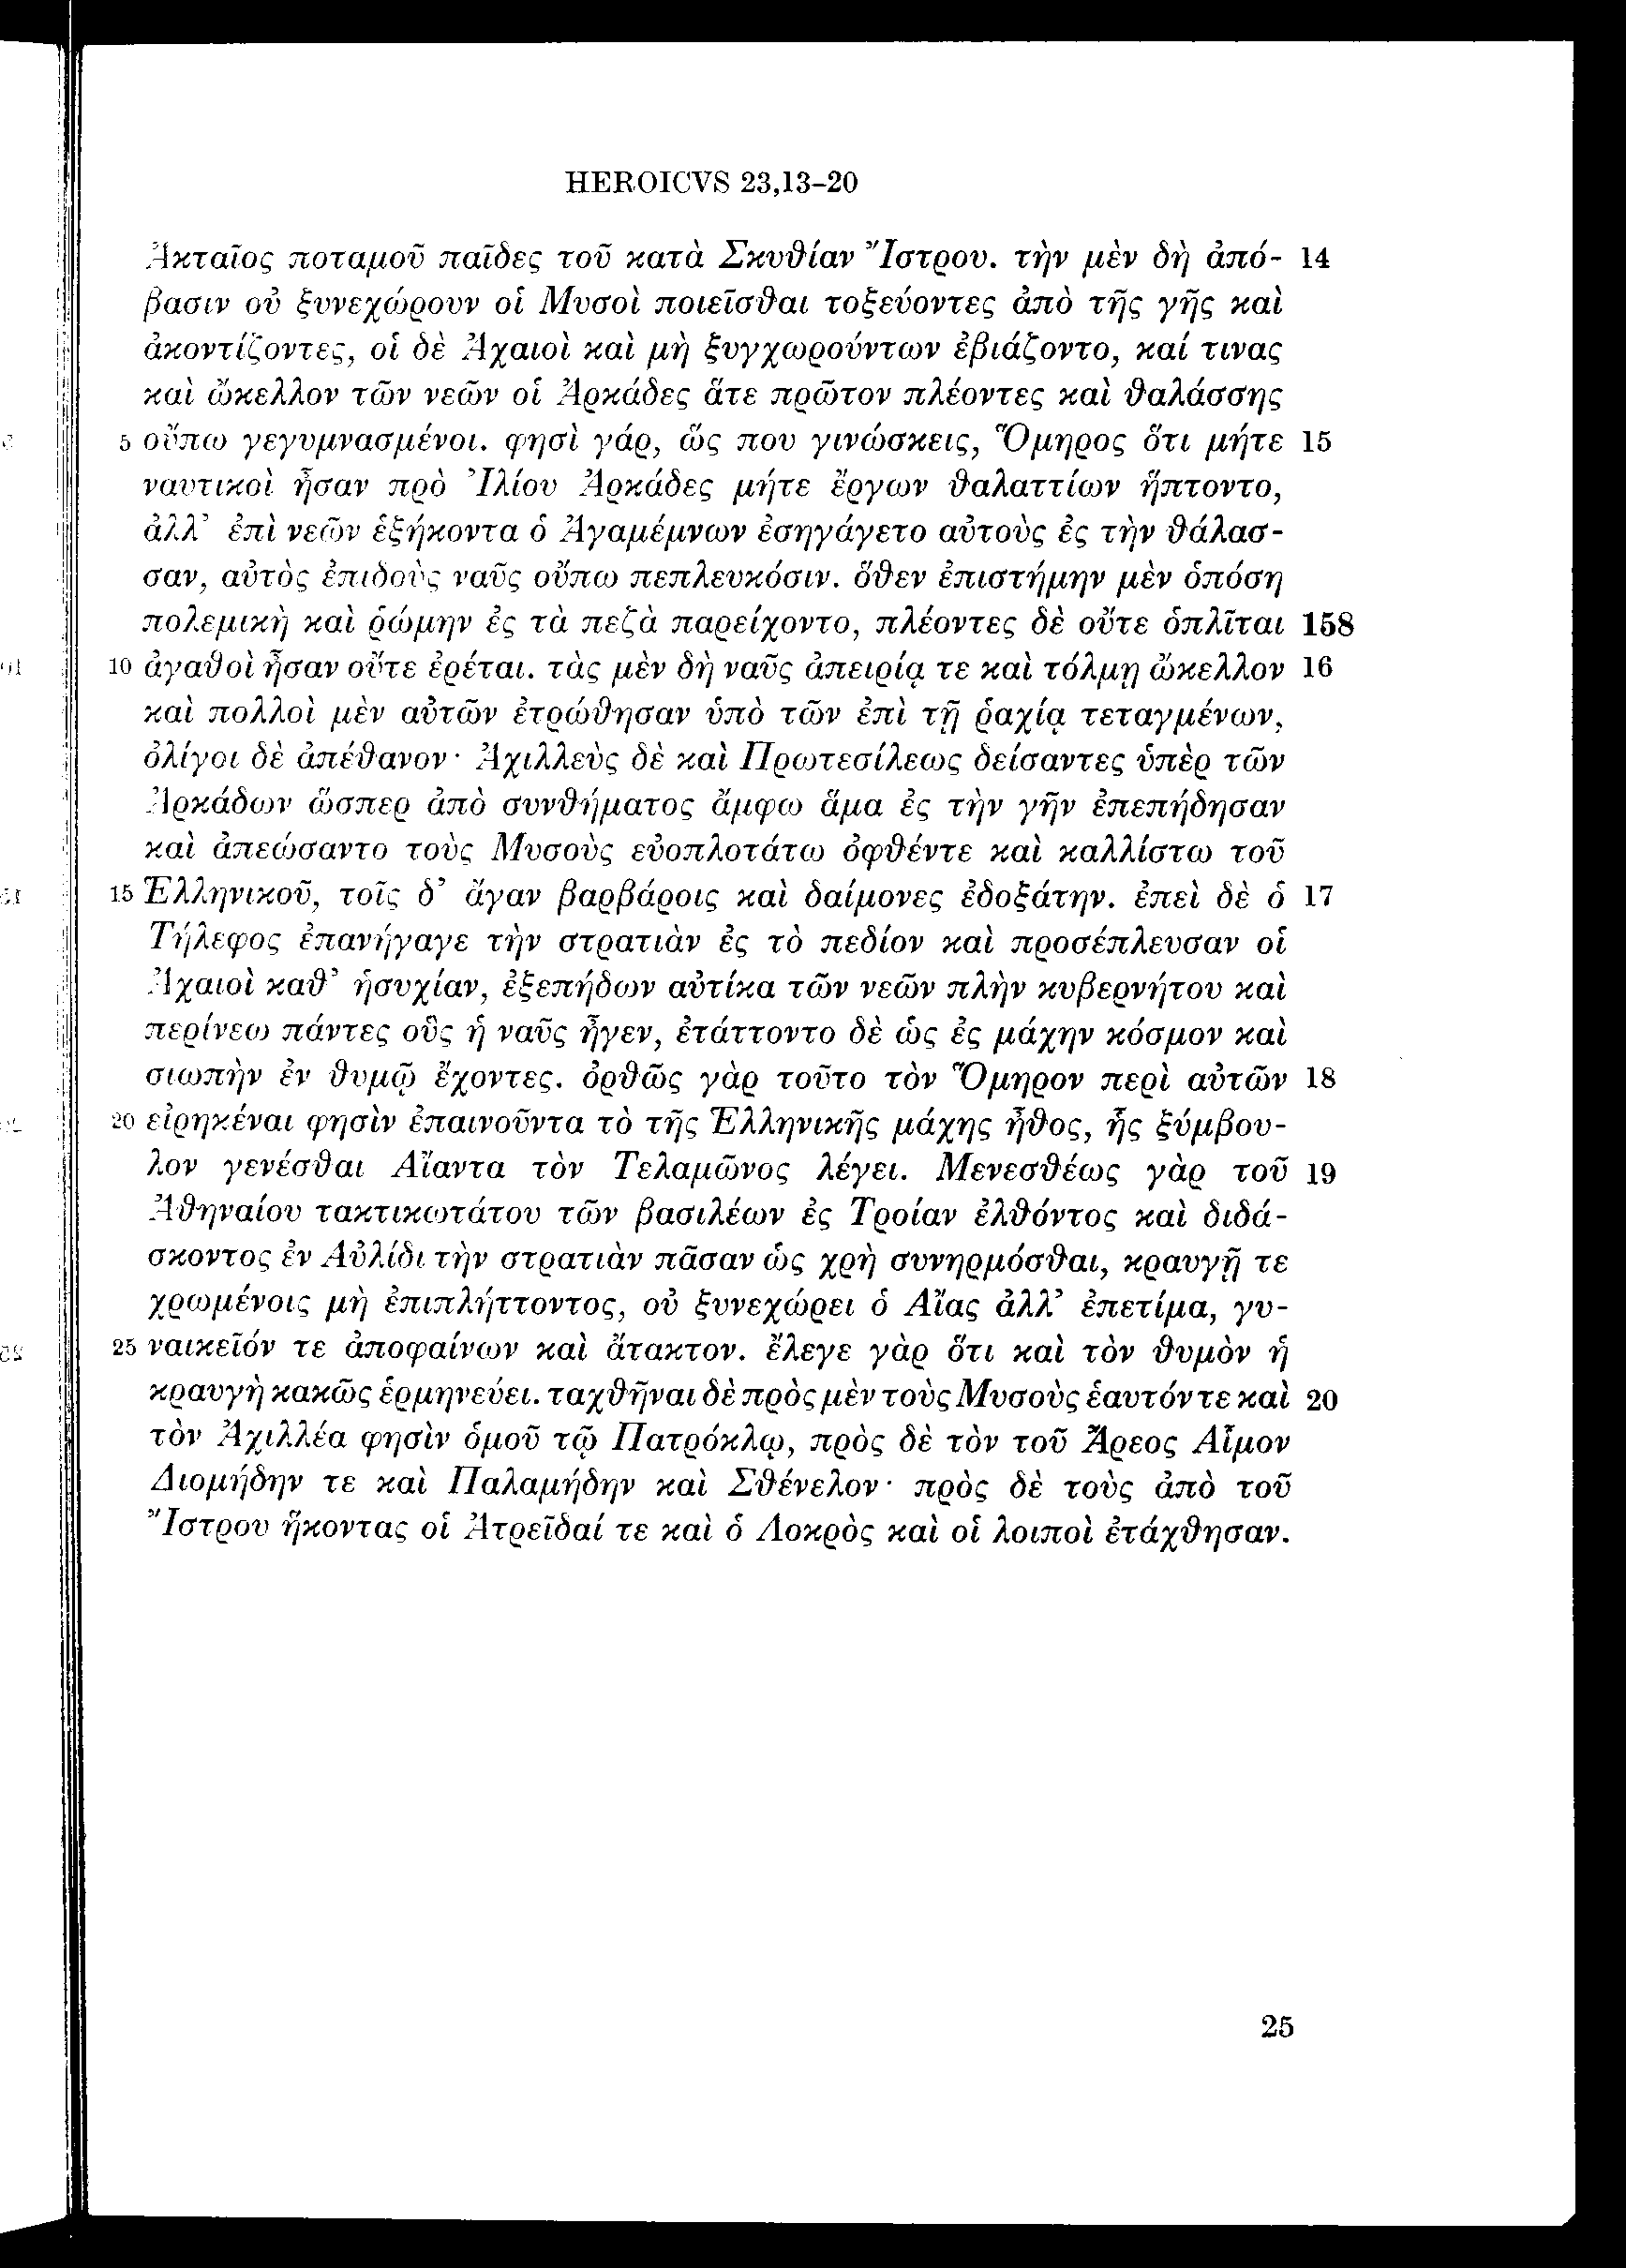 HEROICVS 23,13-20
Ἀκταῖος ποταμοῦ παῖδες τοῦ κατὰ Σκυθίαν Ἴστρου. τὴν μὲν δὴ ἀπό- 14
βασιν οὐ ξυνεχώρουν οἱ Μυσοὶ ποιεῖσθαι τοξεύοντες ἀπὸ τῆς γῆς καὶ
ἀκοντίζοντες, οἱ δὲ Ἀχαιοὶ καὶ μὴ ξυγχωρούντων ἐβιάζοντο, καί τινας
καὶ ὤκελλον τῶν νεῶν οἱ Ἀρκάδες ἅτε πρῶτον πλέοντες καὶ θαλάσσης
5 οὔπω γεγυμνασμένοι. φησὶ γάρ, ὥς που γινώσκεις, Ὅμηρος ὅτι μήτε 15
ναυτικοὶ ἦσαν πρὸ Ἰλίου Ἀρκάδες μήτε ἔργων θαλαττίων ἥπτοντο,
ἀλλ’ ἐπὶ νεῶν ἑξήκοντα ὁ Ἀγαμέμνων ἐσηγάγετο αὐτοὺς ἐς τὴν θάλασ-
σαν, αὐτὸς ἐπιδοὺς ναῦς οὔπω πεπλευκόσιν. ὅθεν ἐπιστήμην μὲν ὁπόση
πολεμικὴ καὶ ῥώμην ἐς τὰ πεζὰ παρείχοντο, πλέοντες δὲ οὔτε ὁπλῖται 158
10 ἀγαθοὶ ἦσαν οὔτε ἐρέται. τὰς μὲν δὴ ναῦς ἀπειρίᾳ τε καὶ τόλμῃ ὤκελλον 16
καὶ πολλοὶ μὲν αὐτῶν ἐτρώθησαν ὑπὸ τῶν ἐπὶ τῇ ῥαχίᾳ τεταγμένων,
ὀλίγοι δὲ ἀπέθανον· Ἀχιλλεὺς δὲ καὶ Πρωτεσίλεως δείσαντες ὑπὲρ τῶν
Ἀρκάδων ὥσπερ ἀπὸ συνθήματος ἄμφω ἅμα ἐς τὴν γῆν ἐπεπήδησαν
καὶ ἀπεώσαντο τοὺς Μυσοὺς εὐοπλοτάτω ὀφθέντε καὶ καλλίστω τοῦ
15 Ἑλληνικοῦ, τοῖς δ’ ἄγαν βαρβάροις καὶ δαίμονες ἐδοξάτην. ἐπεὶ δὲ ὁ 17
Τήλεφος ἐπανήγαγε τὴν στρατιὰν ἐς τὸ πεδίον καὶ προσέπλευσαν οἱ
Ἀχαιοὶ καθ’ ἡσυχίαν, ἐξεπήδων αὐτίκα τῶν νεῶν πλὴν κυβερνήτου καὶ
περίνεω πάντες οὓς ἡ ναῦς ἦγεν, ἐτάττοντο δὲ ὡς ἐς μάχην κόσμον καὶ
σιωπὴν ἐν θυμῷ ἔχοντες. ὀρθῶς γὰρ τοῦτο τὸν Ὅμηρον περὶ αὐτῶν 18
20 εἰρηκέναι φησὶν ἐπαινοῦντα τὸ τῆς Ἑλληνικῆς μάχης ἦθος, ἧς ξύμβου-
λον γενέσθαι Αἴαντα τὸν Τελαμῶνος λέγει. Μενεσθέως γὰρ τοῦ 19
Ἀθηναίου τακτικωτάτου τῶν βασιλέων ἐς Τροίαν ἐλθόντος καὶ διδά-
σκοντος ἐν Αὐλίδι τὴν στρατιὰν πᾶσαν ὡς χρὴ συνηρμόσθαι, κραυγῇ τε
χρωμένοις μὴ ἐπιπλήττοντος, οὐ ξυνεχώρει ὁ Αἴας ἀλλ’ ἐπετίμα, γυ-
25 ναικεῖόν τε ἀποφαίνων καὶ ἄτακτον. ἔλεγε γὰρ ὅτι καὶ τὸν θυμὸν ἡ
κραυγὴ κακῶς ἑρμηνεύει. ταχθῆναι δὲ πρὸς μὲν τοὺς Μυσοὺς ἑαυτόν τε καὶ 20
τὸν Ἀχιλλέα φησὶν ὁμοῦ τῷ Πατρόκλῳ, πρὸς δὲ τὸν τοῦ Ἄρεος Αἷμον
Διομήδην τε καὶ Παλαμήδην καὶ Σθένελον· πρὸς δὲ τοὺς ἀπὸ τοῦ
Ἴστρου ἥκοντας οἱ Ἀτρεῖδαί τε καὶ ὁ Λοκρὸς καὶ οἱ λοιποὶ ἐτάχθησαν.
25